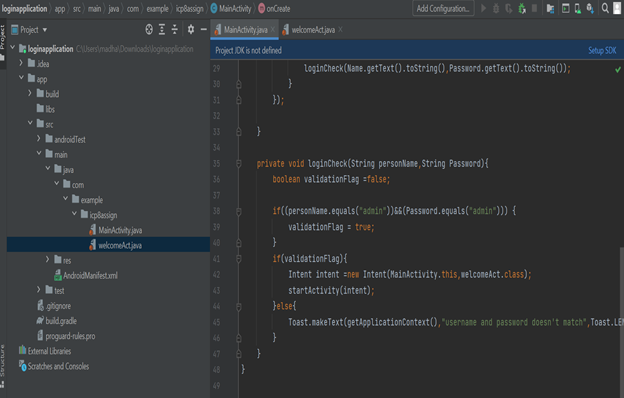 loginapplication app src main java com example icp8assign MainActivity onCreate Add Configuration...
Project
MainActivity.java welcomeAct.java
Project JDK is not defined Setup SDK
Project
loginapplication C:\Users\madha\Downloads\loginapplication
.idea
app
build
libs
src
androidTest
main
java
com
example
icp8assign
MainActivity.java
welcomeAct.java
res
AndroidManifest.xml
test
.gitignore
build.gradle
proguard-rules.pro
External Libraries
Scratches and Consoles
Structure
29 loginCheck(Name.getText().toString(),Password.getText().toString());
30 }
31 });
32
33 }
34
35 private void loginCheck(String personName,String Password){
36 boolean validationFlag =false;
37
38 if((personName.equals("admin"))&&(Password.equals("admin"))) {
39 validationFlag = true;
40 }
41 if(validationFlag){
42 Intent intent =new Intent(MainActivity.this,welcomeAct.class);
43 startActivity(intent);
44 }else{
45 Toast.makeText(getApplicationContext(),"username and password doesn't match",Toast.LEN
46 }
47 }
48 }
49